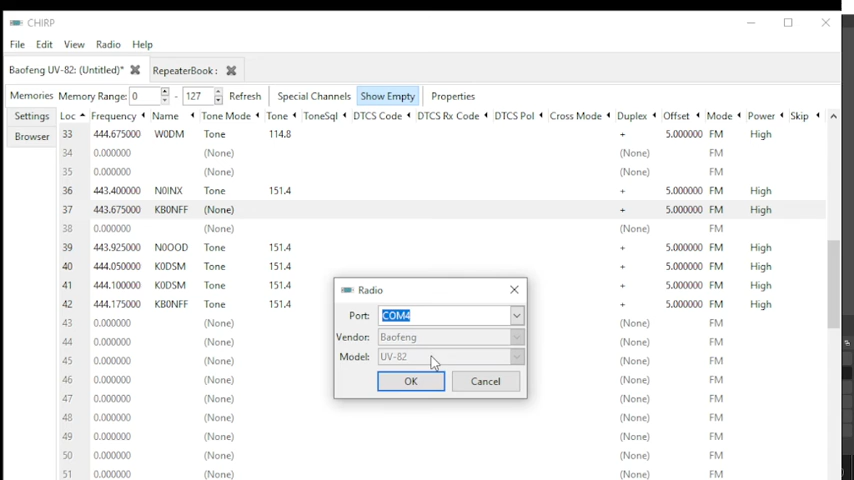 CHIRP
File Edit View Radio Help
Baofeng UV-82: (Untitled)* RepeaterBook :
Memories Memory Range: 0 - 127 Refresh Special Channels Show Empty Properties
Settings
Browser
Loc Frequency Name Tone Mode Tone ToneSql DTCS Code DTCS Rx Code DTCS Pol Cross Mode Duplex Offset Mode Power Skip
33 444.675000 W0DM Tone 114.8 + 5.000000 FM High
34 0.000000 (None) (None) FM
35 0.000000 (None) (None) FM
36 443.400000 N0INX Tone 151.4 + 5.000000 FM High
37 443.675000 KB0NFF (None) + 5.000000 FM High
38 0.000000 (None) (None) FM
39 443.925000 N0OOD Tone 151.4 + 5.000000 FM High
40 444.050000 K0DSM Tone 151.4 + 5.000000 FM High
41 444.100000 K0DSM Tone 151.4 + 5.000000 FM High
42 444.175000 KB0NFF Tone 151.4 + 5.000000 FM High
43 0.000000 (None) (None) FM
44 0.000000 (None) (None) FM
45 0.000000 (None) (None) FM
46 0.000000 (None) (None) FM
47 0.000000 (None) (None) FM
48 0.000000 (None) (None) FM
49 0.000000 (None) (None) FM
50 0.000000 (None) (None) FM
51 0.000000 (None) (None) FM
Radio
Port: COM4
Vendor: Baofeng
Model: UV-82
OK Cancel